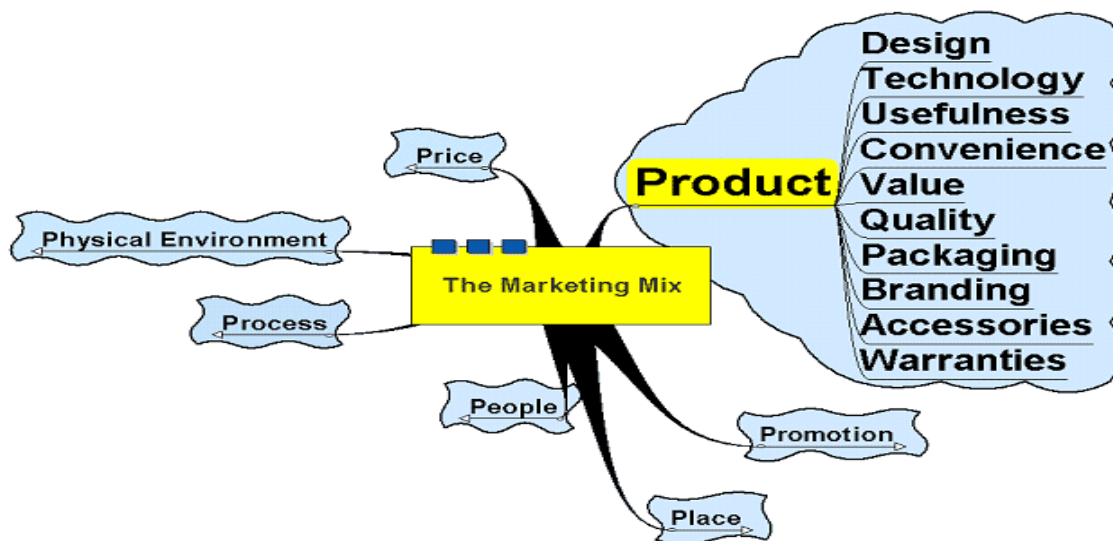 Design
Technology
Usefulness
Convenience
Value
Quality
Packaging
Branding
Accessories
Warranties
Product
Price
Physical Environment
The Marketing Mix
Process
People
Promotion
Place